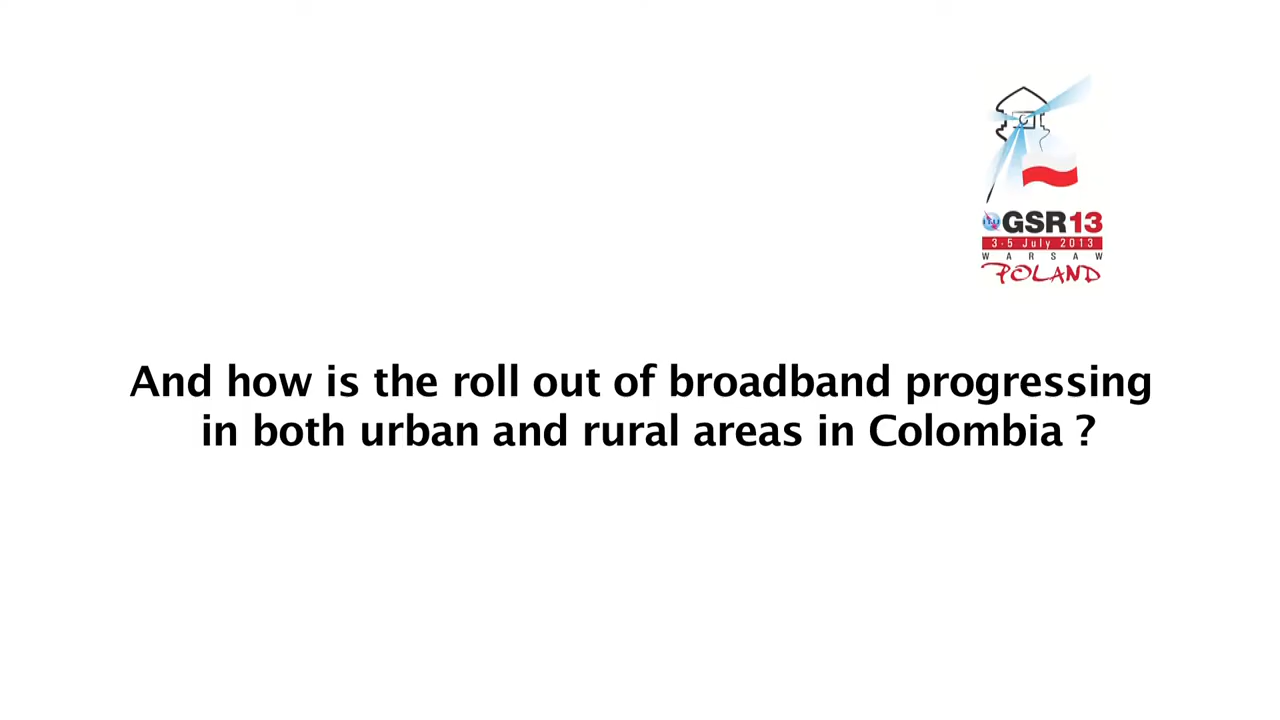 GSR13
3-5 July 2013
WARSAW
POLAND
And how is the roll out of broadband progressing
in both urban and rural areas in Colombia ?